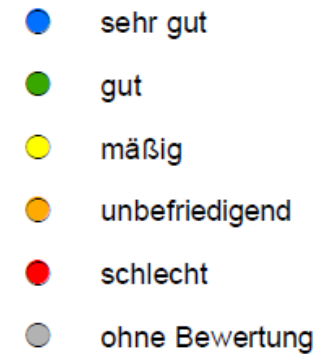 sehr gut
gut
mäßig
unbefriedigend
schlecht
ohne Bewertung